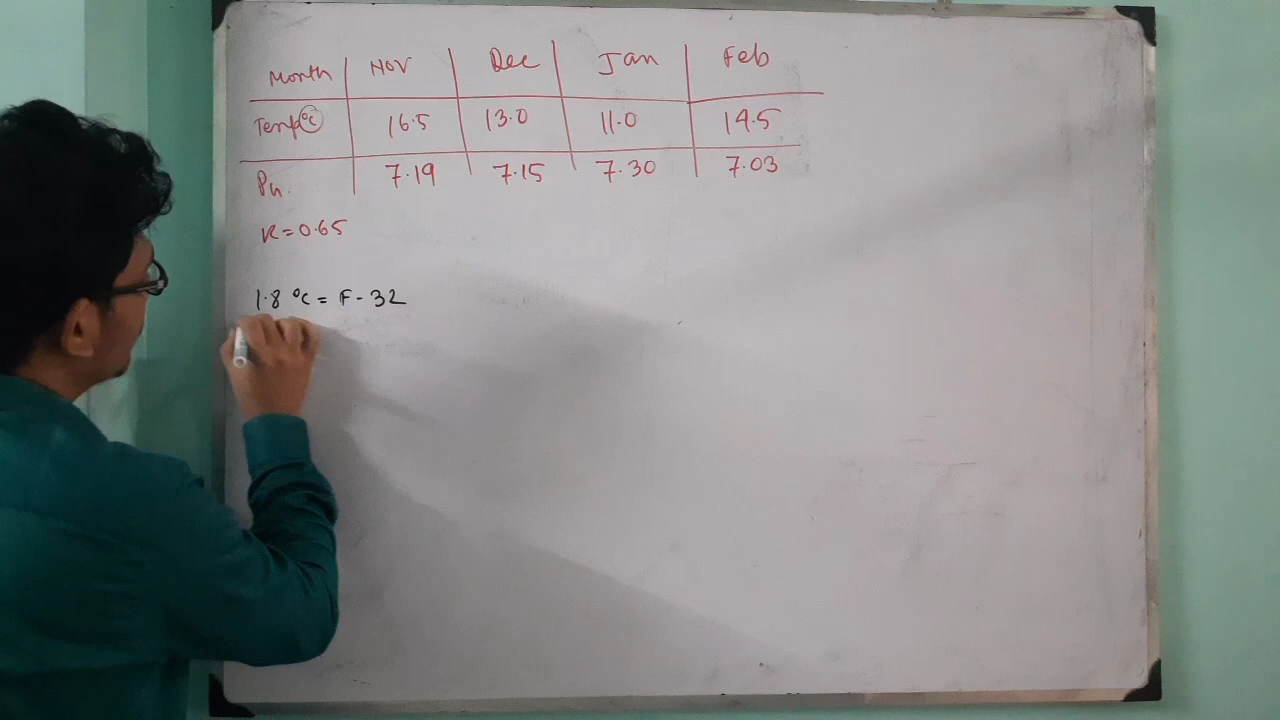 Month Nov Dec Jan Feb
Temp °C 16.5 13.0 11.0 14.5
Ph. 7.19 7.15 7.30 7.03
K = 0.65
1.8 °C = F - 32